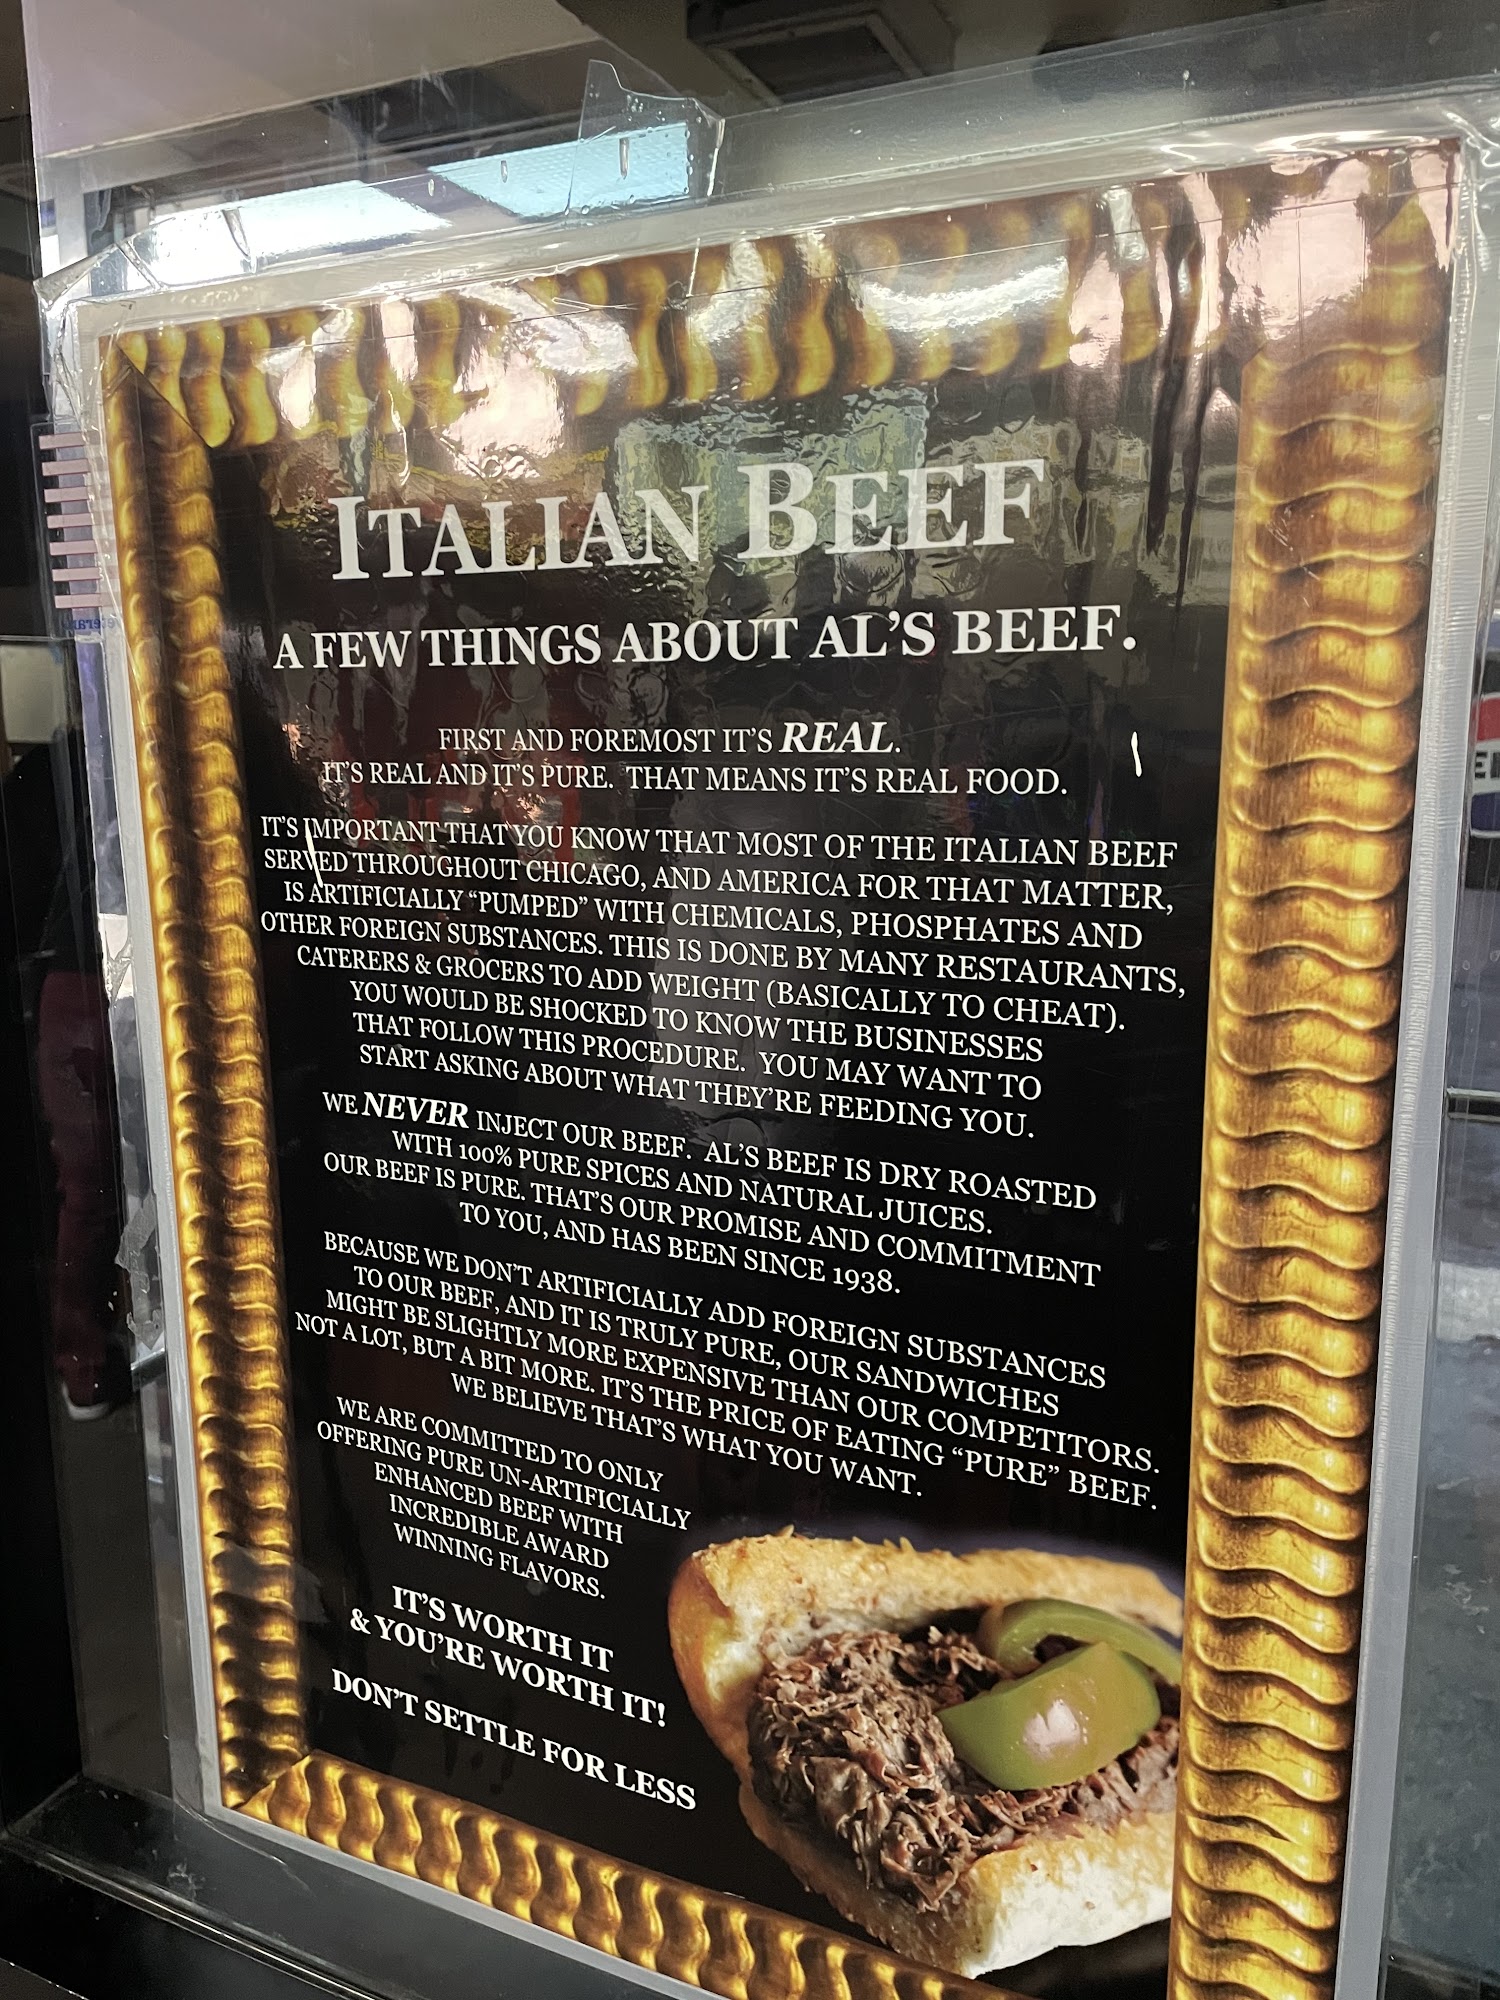 ITALIAN BEEF
A FEW THINGS ABOUT AL'S BEEF.
FIRST AND FOREMOST IT'S REAL.
IT'S REAL AND IT'S PURE. THAT MEANS IT'S REAL FOOD.
IT'S IMPORTANT THAT YOU KNOW THAT MOST OF THE ITALIAN BEEF
SERVED THROUGHOUT CHICAGO, AND AMERICA FOR THAT MATTER,
IS ARTIFICIALLY "PUMPED" WITH CHEMICALS, PHOSPHATES AND
OTHER FOREIGN SUBSTANCES. THIS IS DONE BY MANY RESTAURANTS,
CATERERS & GROCERS TO ADD WEIGHT (BASICALLY TO CHEAT).
YOU WOULD BE SHOCKED TO KNOW THE BUSINESSES
THAT FOLLOW THIS PROCEDURE. YOU MAY WANT TO
START ASKING ABOUT WHAT THEY'RE FEEDING YOU.
WE NEVER INJECT OUR BEEF. AL'S BEEF IS DRY ROASTED
WITH 100% PURE SPICES AND NATURAL JUICES.
OUR BEEF IS PURE. THAT'S OUR PROMISE AND COMMITMENT
TO YOU, AND HAS BEEN SINCE 1938.
BECAUSE WE DON'T ARTIFICIALLY ADD FOREIGN SUBSTANCES
TO OUR BEEF, AND IT IS TRULY PURE, OUR SANDWICHES
MIGHT BE SLIGHTLY MORE EXPENSIVE THAN OUR COMPETITORS.
NOT A LOT, BUT A BIT MORE. IT'S THE PRICE OF EATING "PURE" BEEF.
WE BELIEVE THAT'S WHAT YOU WANT.
WE ARE COMMITTED TO ONLY
OFFERING PURE UN-ARTIFICIALLY
ENHANCED BEEF WITH
INCREDIBLE AWARD
WINNING FLAVORS.
IT'S WORTH IT
& YOU'RE WORTH IT!
DON'T SETTLE FOR LESS